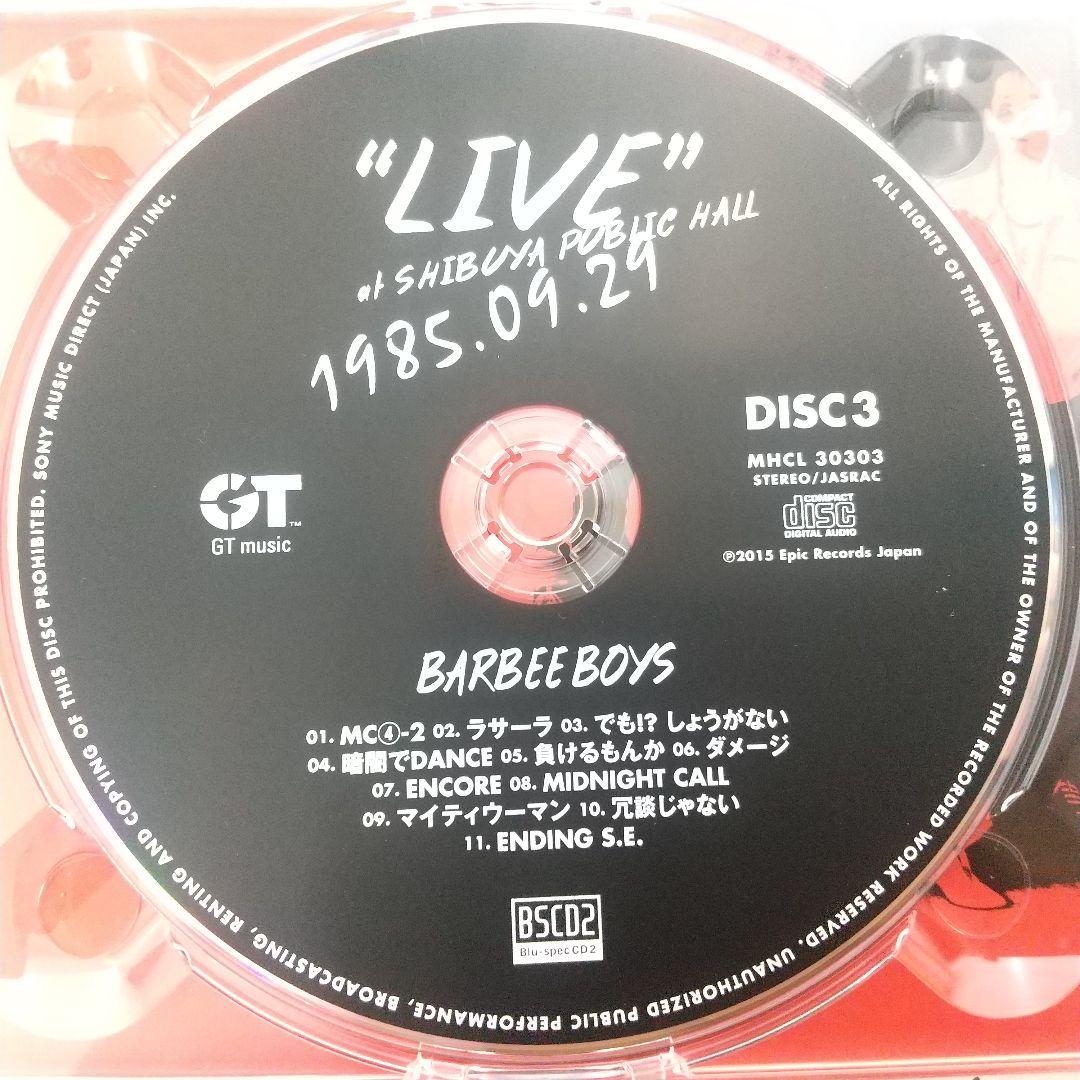 “LIVE”
at SHIBUYA PUBLIC HALL
1985.09.29
DISC3
MHCL 30303
STEREO/JASRAC
COMPACT
disc
DIGITAL AUDIO
℗2015 Epic Records Japan
GT™
GT music
BARBEE BOYS
01. MC④-2 02. ラサーラ 03. でも!? しょうがない
04. 暗闇でDANCE 05. 負けるもんか 06. ダメージ
07. ENCORE 08. MIDNIGHT CALL
09. マイティウーマン 10. 冗談じゃない
11. ENDING S.E.
BSCD2
Blu-specCD2
ALL RIGHTS OF THE MANUFACTURER AND OF THE OWNER OF THE RECORDED WORK RESERVED. UNAUTHORIZED PUBLIC PERFORMANCE, BROADCASTING, RENTING AND COPYING OF THIS DISC PROHIBITED. SONY MUSIC DIRECT (JAPAN) INC.